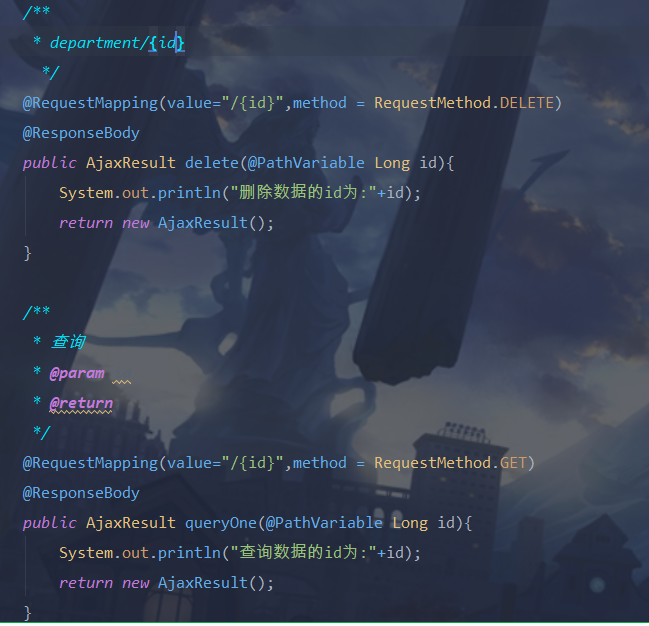 /**
* department/{id}
*/
@RequestMapping(value="/{id}",method = RequestMethod.DELETE)
@ResponseBody
public AjaxResult delete(@PathVariable Long id){
System.out.println("删除数据的id为:"+id);
return new AjaxResult();
}
/**
* 查询
* @param
* @return
*/
@RequestMapping(value="/{id}",method = RequestMethod.GET)
@ResponseBody
public AjaxResult queryOne(@PathVariable Long id){
System.out.println("查询数据的id为:"+id);
return new AjaxResult();
}